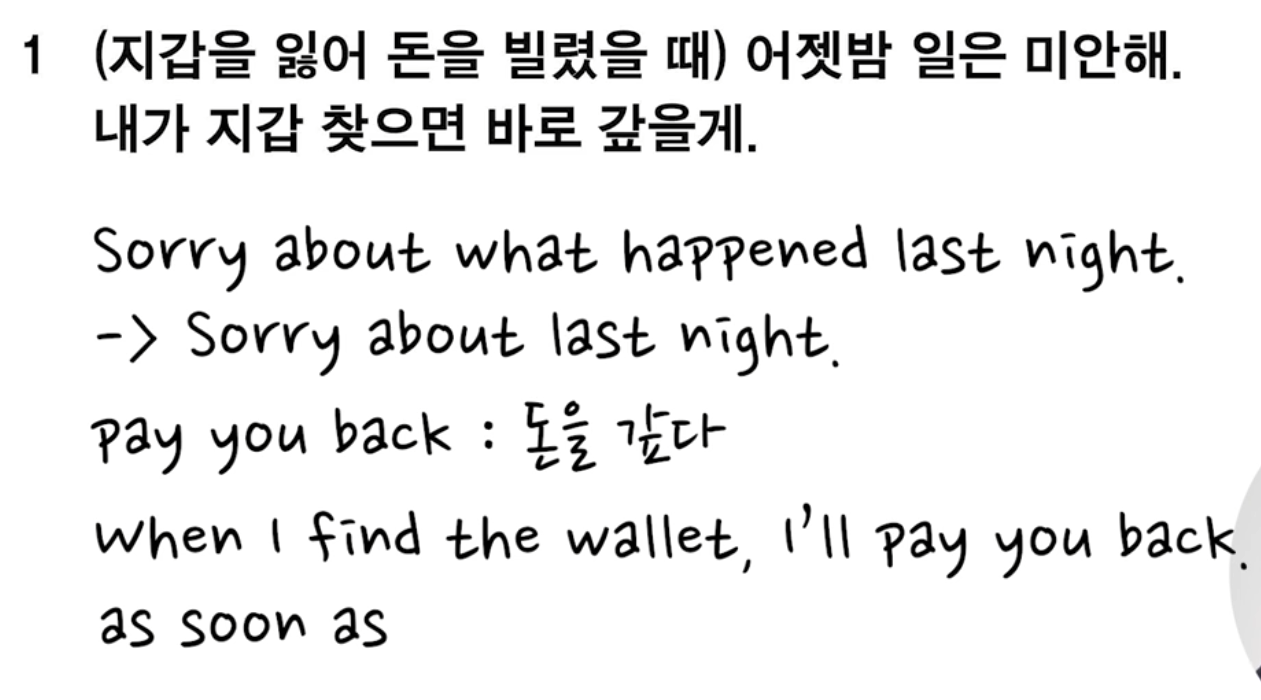 1 (지갑을 잃어 돈을 빌렸을 때) 어젯밤 일은 미안해.
내가 지갑 찾으면 바로 갚을게.
Sorry about what happened last night.
-> Sorry about last night.
pay you back : 돈을 갚다
When I find the wallet, I'll pay you back.
as soon as